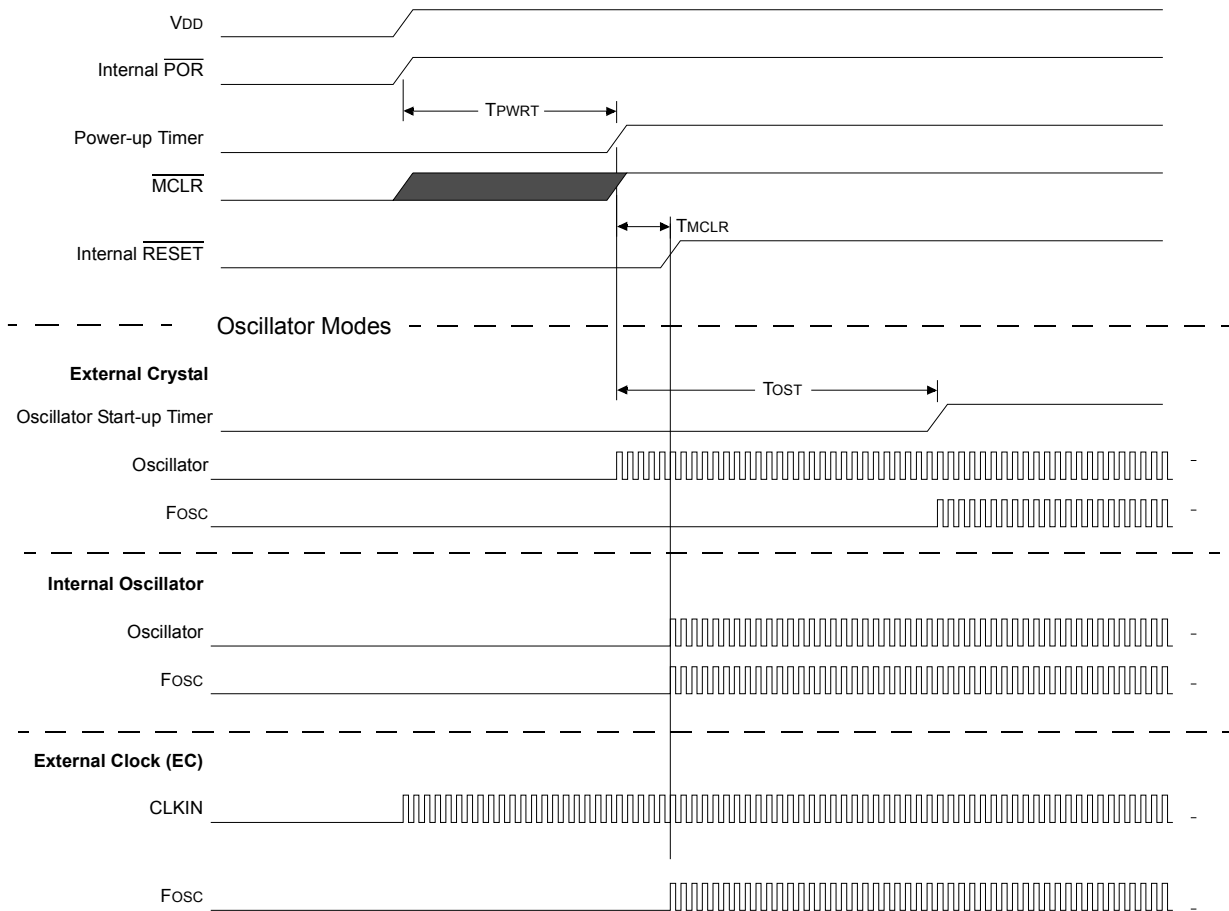 VDD
Internal POR
TPWRT
Power-up Timer
MCLR
TMCLR
Internal RESET
Oscillator Modes
External Crystal
TOST
Oscillator Start-up Timer
Oscillator
FOSC
Internal Oscillator
Oscillator
FOSC
External Clock (EC)
CLKIN
FOSC